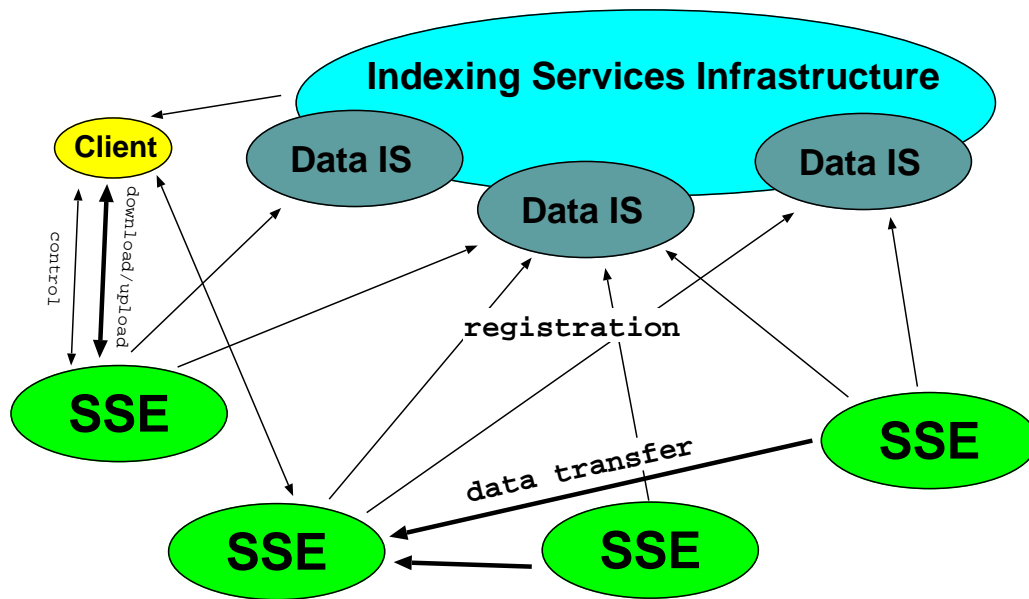 Indexing Services Infrastructure
Client
Data IS
Data IS
Data IS
control
download/upload
registration
SSE
SSE
data transfer
SSE
SSE